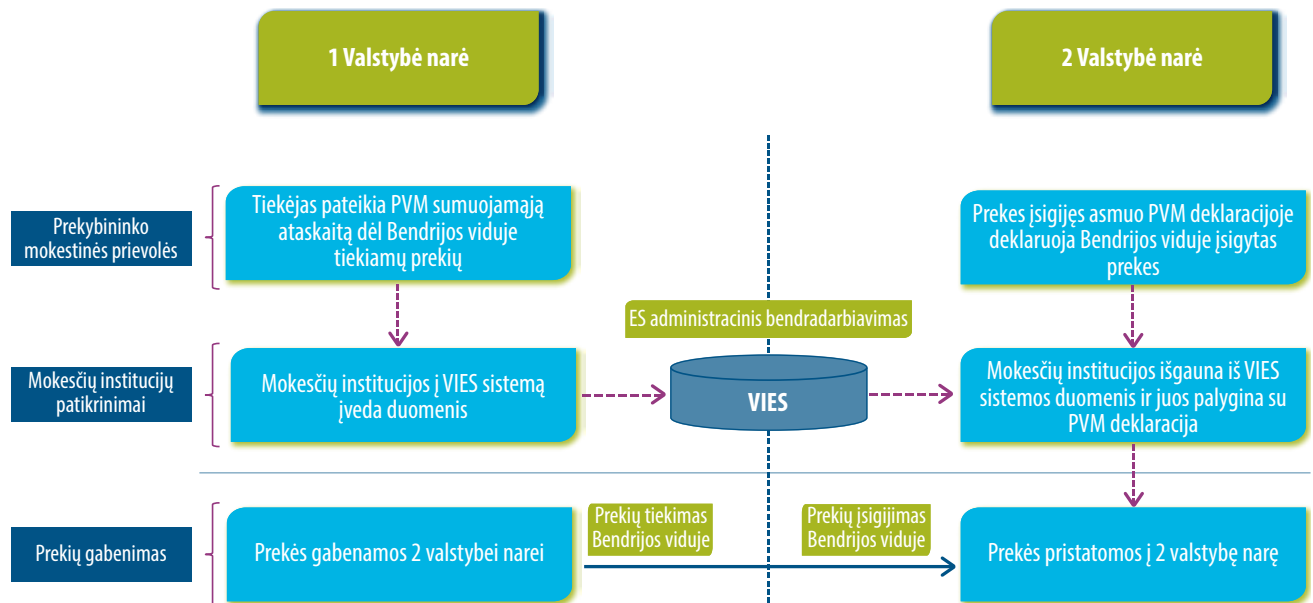 1 Valstybė narė
2 Valstybė narė
Prekybininko
mokestinės prievolės
Tiekėjas pateikia PVM sumuojamąją
ataskaitą dėl Bendrijos viduje
tiekiamų prekių
Prekes įsigijęs asmuo PVM deklaracijoje
deklaruoja Bendrijos viduje įsigytas
prekes
ES administracinis bendradarbiavimas
Mokesčių institucijų
patikrinimai
Mokesčių institucijos į VIES sistemą
įveda duomenis
VIES
Mokesčių institucijos išgauna iš VIES
sistemos duomenis ir juos palygina su
PVM deklaracija
Prekių gabenimas
Prekės gabenamos 2 valstybei narei
Prekių tiekimas
Bendrijos viduje
Prekių įsigijimas
Bendrijos viduje
Prekės pristatomos į 2 valstybę narę